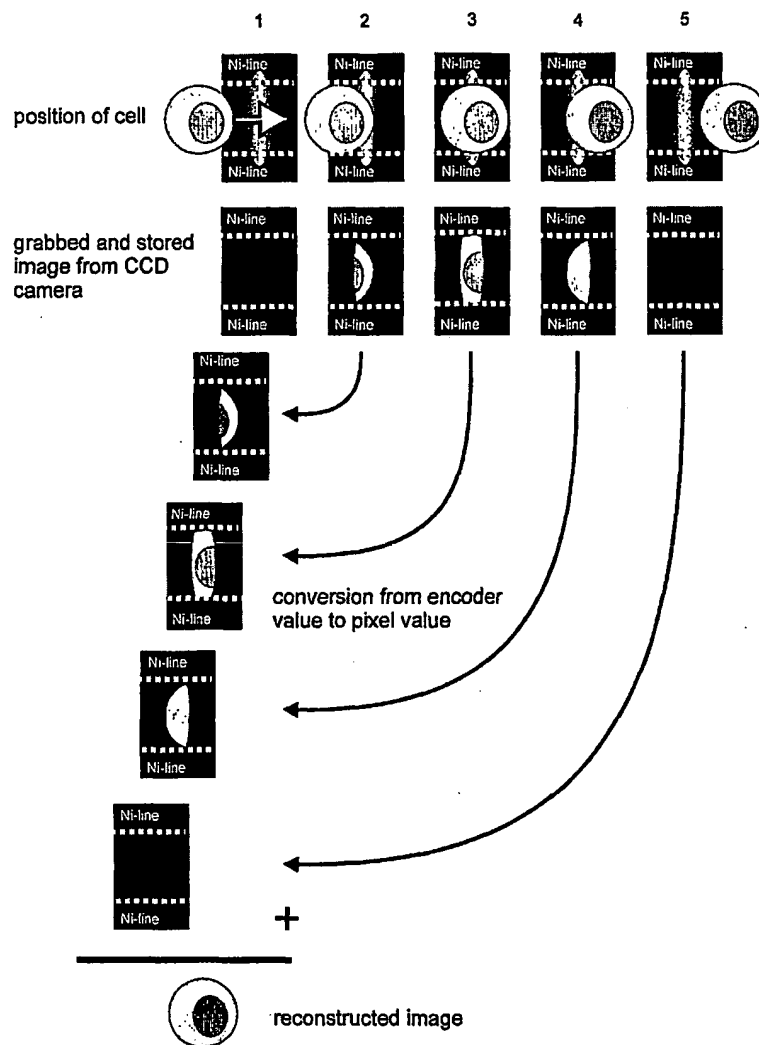 1 2 3 4 5
Ni-line Ni-line Ni-line Ni-line Ni-line
position of cell
Ni-line Ni-line Ni-line Ni-line Ni-line
Ni-line Ni-line Ni-line Ni-line Ni-line
grabbed and stored
image from CCD
camera
Ni-line Ni-line Ni-line Ni-line Ni-line
Ni-line
Ni-line
Ni-line
conversion from encoder
value to pixel value
Ni-line
Ni-line
Ni-line
Ni-line
Ni-line
+
reconstructed image